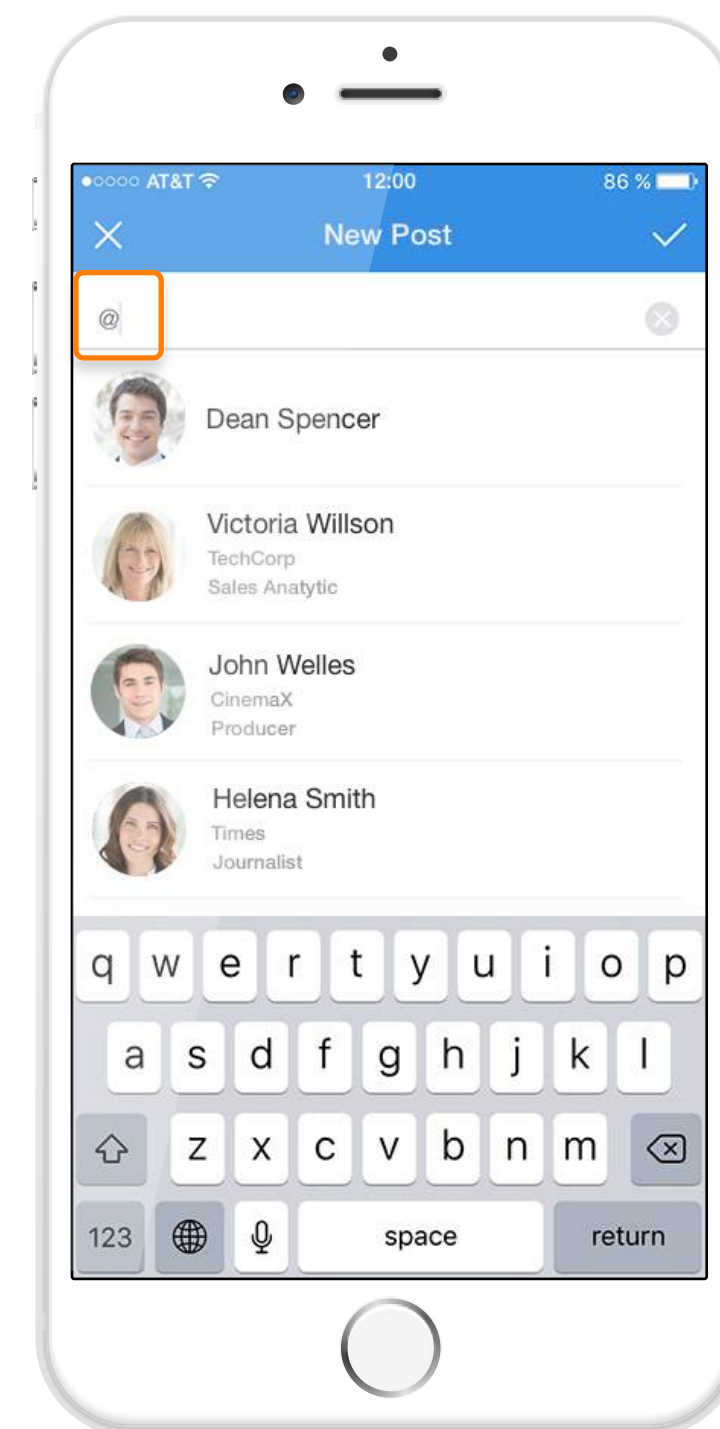 AT&T 12:00 86 %
New Post
@
Dean Spencer
Victoria Willson
TechCorp
Sales Anatytic
John Welles
CinemaX
Producer
Helena Smith
Times
Journalist
q w e r t y u i o p
a s d f g h j k l
z x c v b n m
123 space return